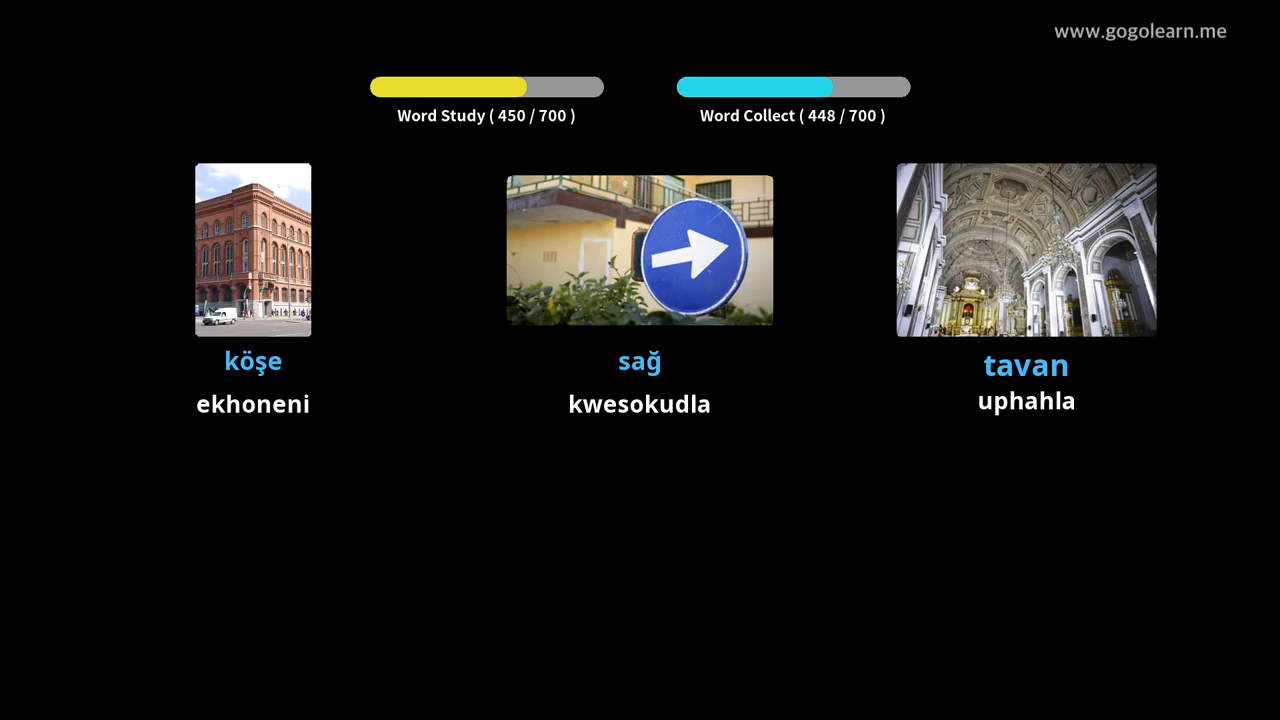 www.gogolearn.me
Word Study ( 450 / 700 )
Word Collect ( 448 / 700 )
köşe
ekhoneni
sağ
kwesokudla
tavan
uphahla